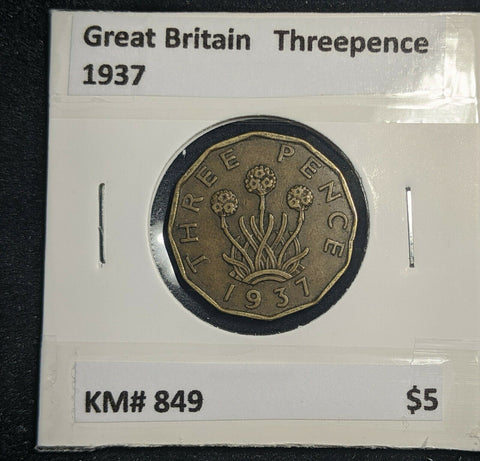 Great Britain Threepence
1937
THREE PENCE
1937
KM# 849 $5